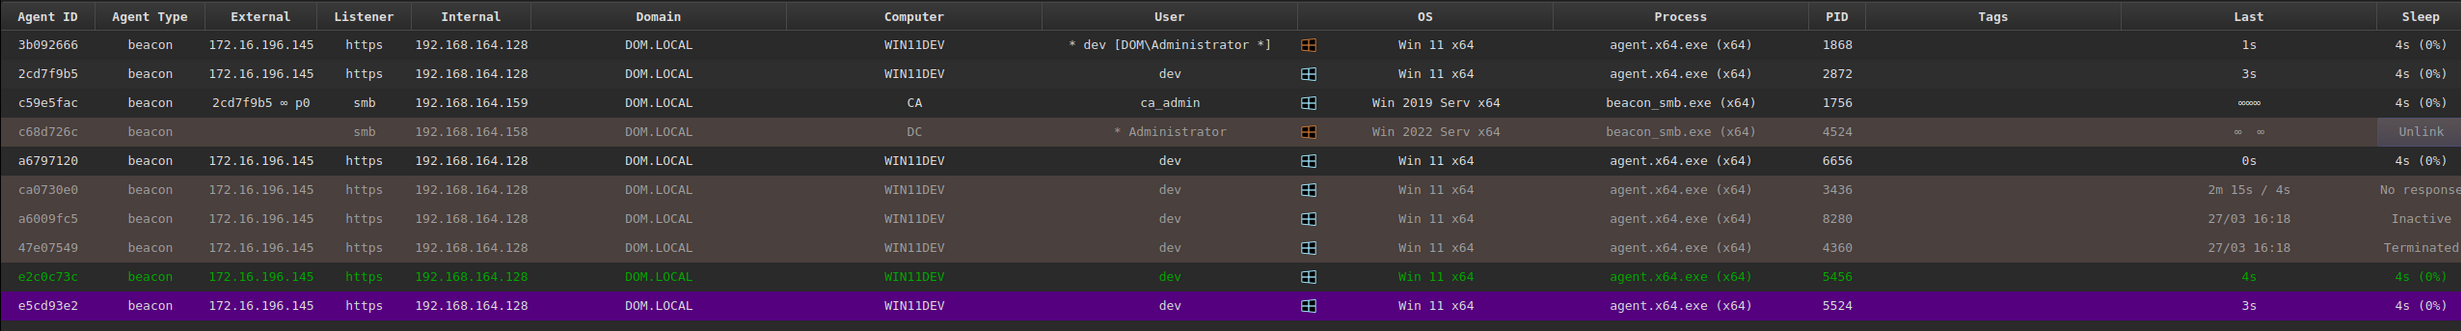 Agent ID Agent Type External Listener Internal Domain Computer User OS Process PID Tags Last Sleep
3b092666 beacon 172.16.196.145 https 192.168.164.128 DOM.LOCAL WIN11DEV * dev [DOM\Administrator *] Win 11 x64 agent.x64.exe (x64) 1868 1s 4s (0%)
2cd7f9b5 beacon 172.16.196.145 https 192.168.164.128 DOM.LOCAL WIN11DEV dev Win 11 x64 agent.x64.exe (x64) 2872 3s 4s (0%)
c59e5fac beacon 2cd7f9b5 ∞ p0 smb 192.168.164.159 DOM.LOCAL CA ca_admin Win 2019 Serv x64 beacon_smb.exe (x64) 1756 ∞∞∞ 4s (0%)
c68d726c beacon smb 192.168.164.158 DOM.LOCAL DC * Administrator Win 2022 Serv x64 beacon_smb.exe (x64) 4524 ∞ ∞ Unlink
a6797120 beacon 172.16.196.145 https 192.168.164.128 DOM.LOCAL WIN11DEV dev Win 11 x64 agent.x64.exe (x64) 6656 0s 4s (0%)
ca0730e0 beacon 172.16.196.145 https 192.168.164.128 DOM.LOCAL WIN11DEV dev Win 11 x64 agent.x64.exe (x64) 3436 2m 15s / 4s No response
a6009fc5 beacon 172.16.196.145 https 192.168.164.128 DOM.LOCAL WIN11DEV dev Win 11 x64 agent.x64.exe (x64) 8280 27/03 16:18 Inactive
47e07549 beacon 172.16.196.145 https 192.168.164.128 DOM.LOCAL WIN11DEV dev Win 11 x64 agent.x64.exe (x64) 4360 27/03 16:18 Terminated
e2c0c73c beacon 172.16.196.145 https 192.168.164.128 DOM.LOCAL WIN11DEV dev Win 11 x64 agent.x64.exe (x64) 5456 4s 4s (0%)
e5cd93e2 beacon 172.16.196.145 https 192.168.164.128 DOM.LOCAL WIN11DEV dev Win 11 x64 agent.x64.exe (x64) 5524 3s 4s (0%)